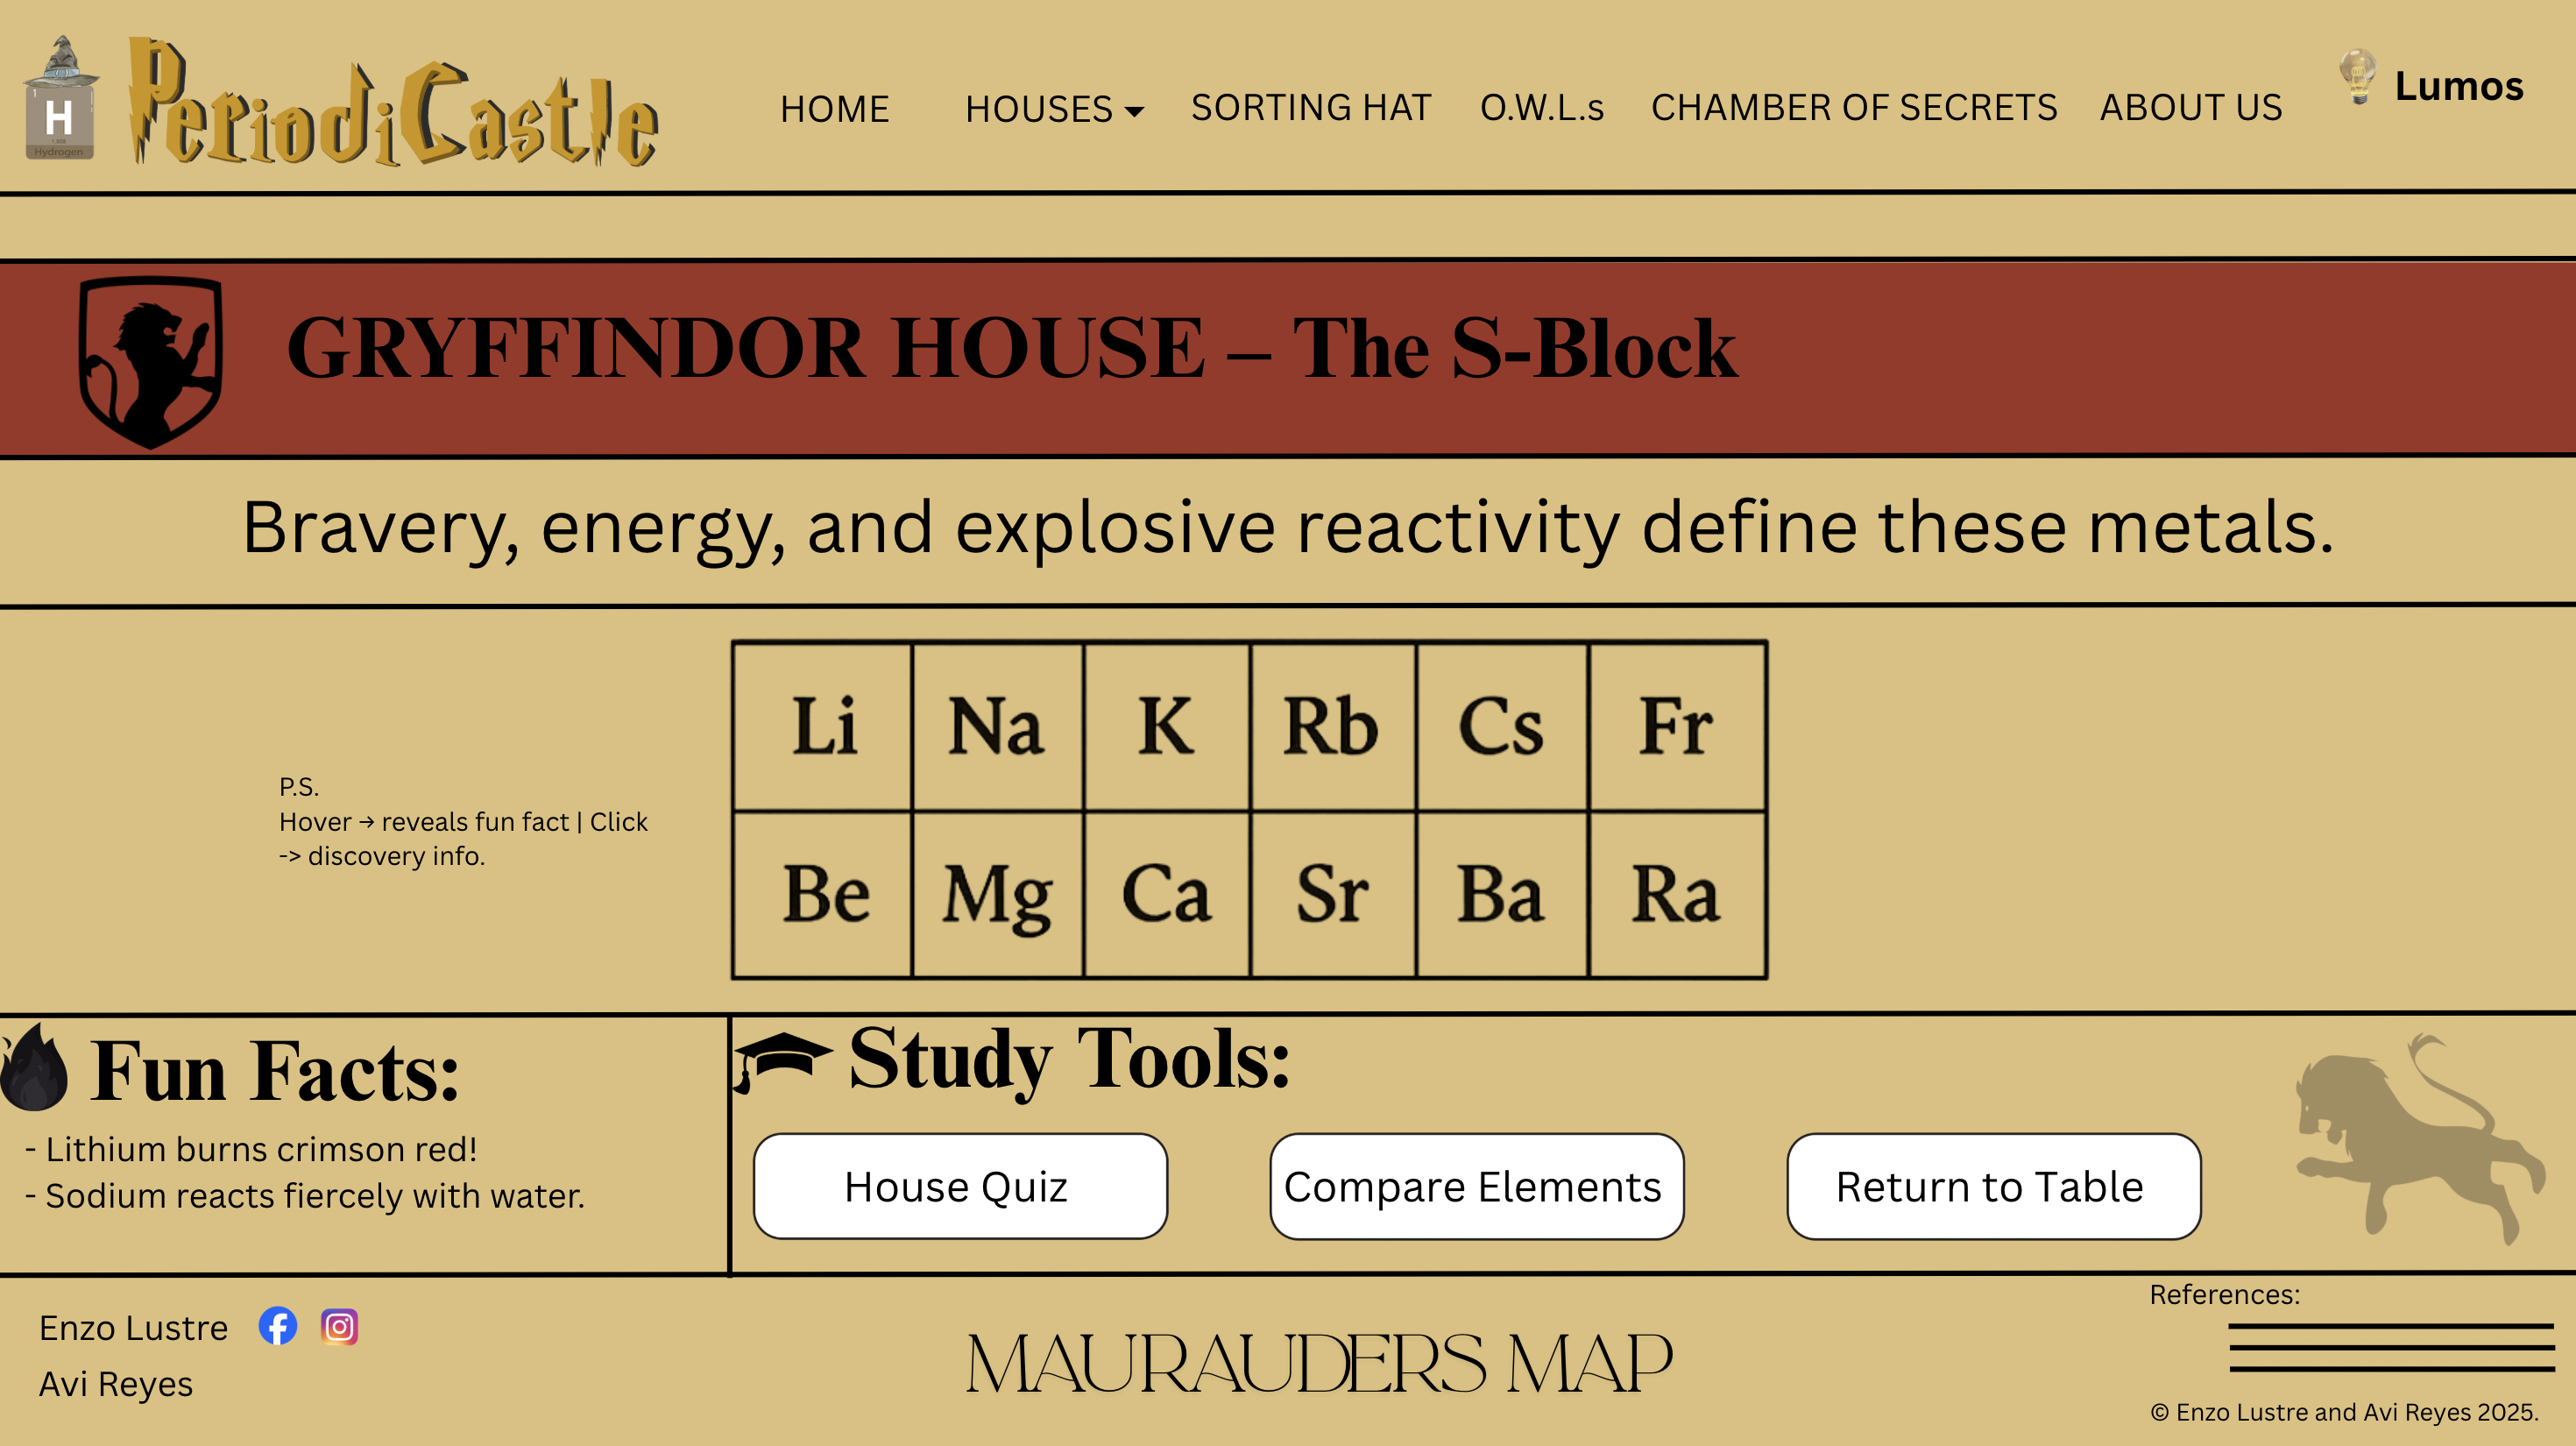 1
H
1.008
Hydrogen
PeriodiCastle
HOME
HOUSES
SORTING HAT
O.W.L.s
CHAMBER OF SECRETS
ABOUT US
Lumos
GRYFFINDOR HOUSE – The S-Block
Bravery, energy, and explosive reactivity define these metals.
P.S.
Hover → reveals fun fact | Click
-> discovery info.
Li Na K Rb Cs Fr
Be Mg Ca Sr Ba Ra
Fun Facts:
- Lithium burns crimson red!
- Sodium reacts fiercely with water.
Study Tools:
House Quiz
Compare Elements
Return to Table
Enzo Lustre
Avi Reyes
MAURAUDERS MAP
References:
© Enzo Lustre and Avi Reyes 2025.